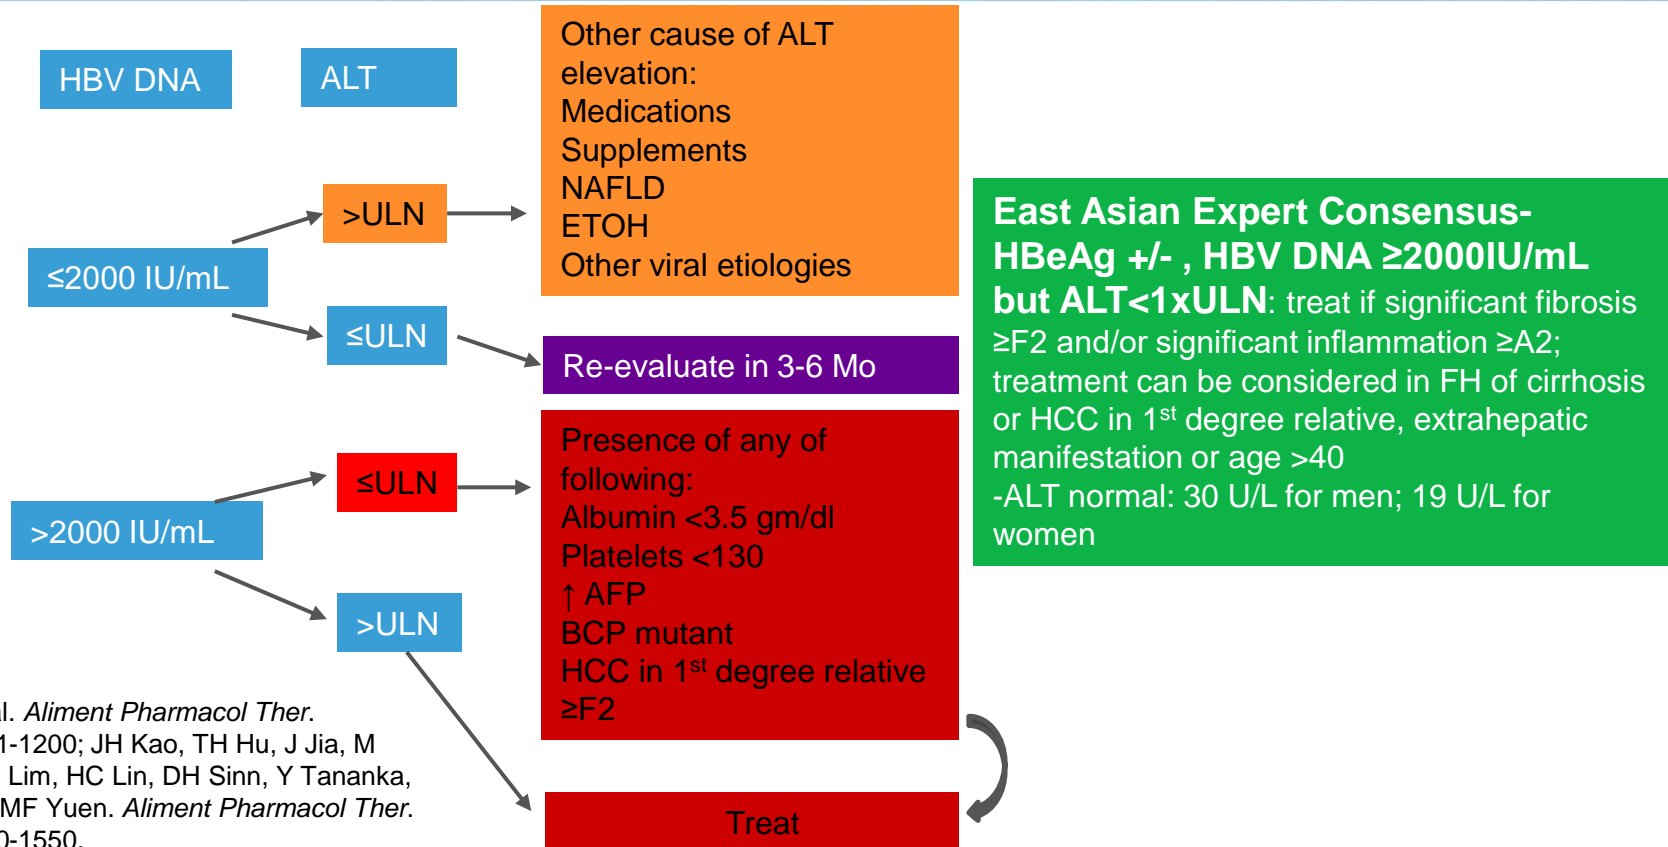 HBV DNA
ALT
Other cause of ALT
elevation:
Medications
Supplements
NAFLD
ETOH
Other viral etiologies
>ULN
≤2000 IU/mL
≤ULN
Re-evaluate in 3-6 Mo
≤ULN
>2000 IU/mL
>ULN
Presence of any of
following:
Albumin <3.5 gm/dl
Platelets <130
↑ AFP
BCP mutant
HCC in 1st degree relative
≥F2
Treat
East Asian Expert Consensus-
HBeAg +/- , HBV DNA ≥2000IU/mL
but ALT<1xULN: treat if significant fibrosis
≥F2 and/or significant inflammation ≥A2;
treatment can be considered in FH of cirrhosis
or HCC in 1st degree relative, extrahepatic
manifestation or age >40
-ALT normal: 30 U/L for men; 19 U/L for
women
al. Aliment Pharmacol Ther.
1-1200; JH Kao, TH Hu, J Jia, M
Lim, HC Lin, DH Sinn, Y Tananka,
MF Yuen. Aliment Pharmacol Ther.
0-1550.